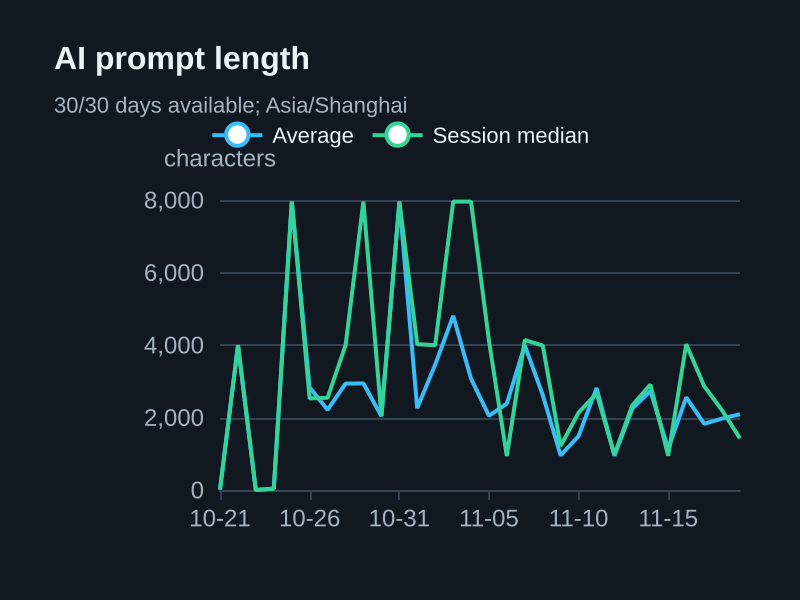 AI prompt length
30/30 days available; Asia/Shanghai
Average Session median
characters
8,000
6,000
4,000
2,000
0
10-21 10-26 10-31 11-05 11-10 11-15